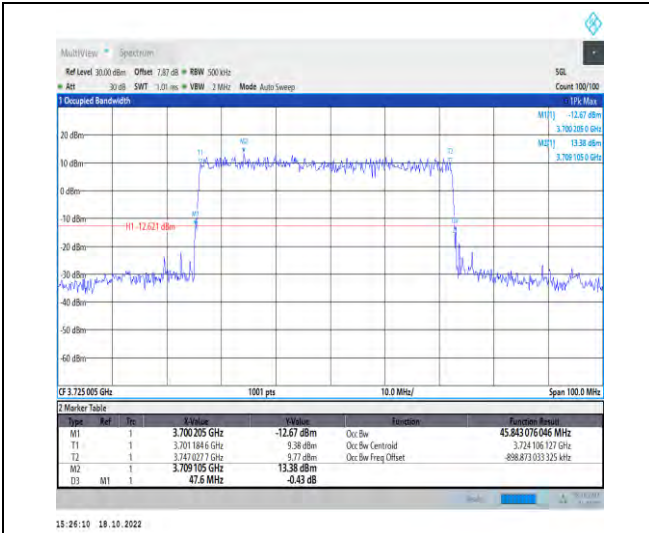 MultiView Spectrum
Ref Level 30.00 dBm Offset 7.87 dB RBW 500 kHz SGL
Att 30 dB SWT 1.01 ms VBW 2 MHz Mode Auto Sweep Count 100/100
1 Occupied Bandwidth 1Pk Max
M1[1] -12.67 dBm
3.700 205 0 GHz
M2[1] 13.38 dBm
3.709 105 0 GHz
20 dBm
M2
T1 T2
10 dBm
0 dBm
-10 dBm
M1
H1 -12.621 dBm
-20 dBm
-30 dBm
-40 dBm
-50 dBm
-60 dBm
CF 3.725 005 GHz 1001 pts 10.0 MHz/ Span 100.0 MHz
2 Marker Table
Type Ref Trc X-Value Y-Value Function Function Result
M1 1 3.700 205 GHz -12.67 dBm Occ Bw 45.843 076 046 MHz
T1 1 3.701 184 6 GHz 9.38 dBm Occ Bw Centroid 3.724 106 127 GHz
T2 1 3.747 027 7 GHz 9.77 dBm Occ Bw Freq Offset -898.873 033 325 kHz
M2 1 3.709 105 GHz 13.38 dBm
D3 M1 1 47.6 MHz -0.43 dB
15:26:10 18.10.2022